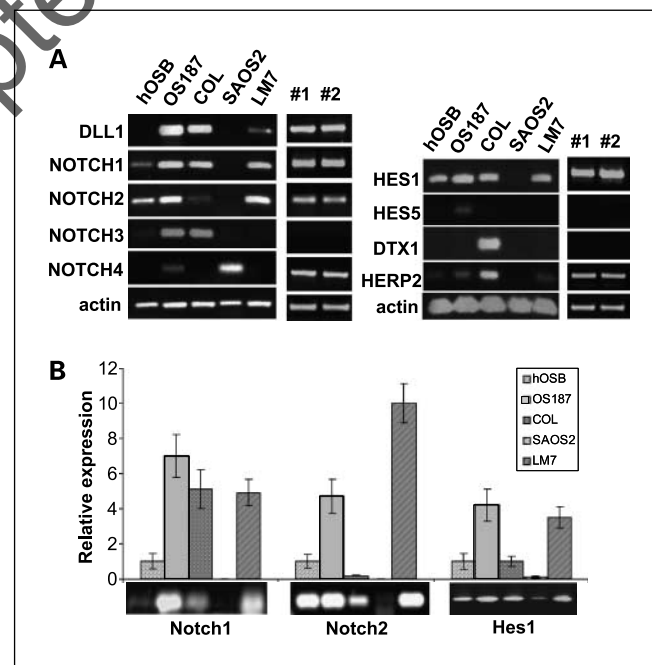 pte
A
hOSB OS187 COL SAOS2 LM7 #1 #2
DLL1
NOTCH1
NOTCH2
NOTCH3
NOTCH4
actin
hOSB OS187 COL SAOS2 LM7 #1 #2
HES1
HES5
DTX1
HERP2
actin
B
Relative expression
12
10
8
6
4
2
0
hOSB
OS187
COL
SAOS2
LM7
Notch1 Notch2 Hes1